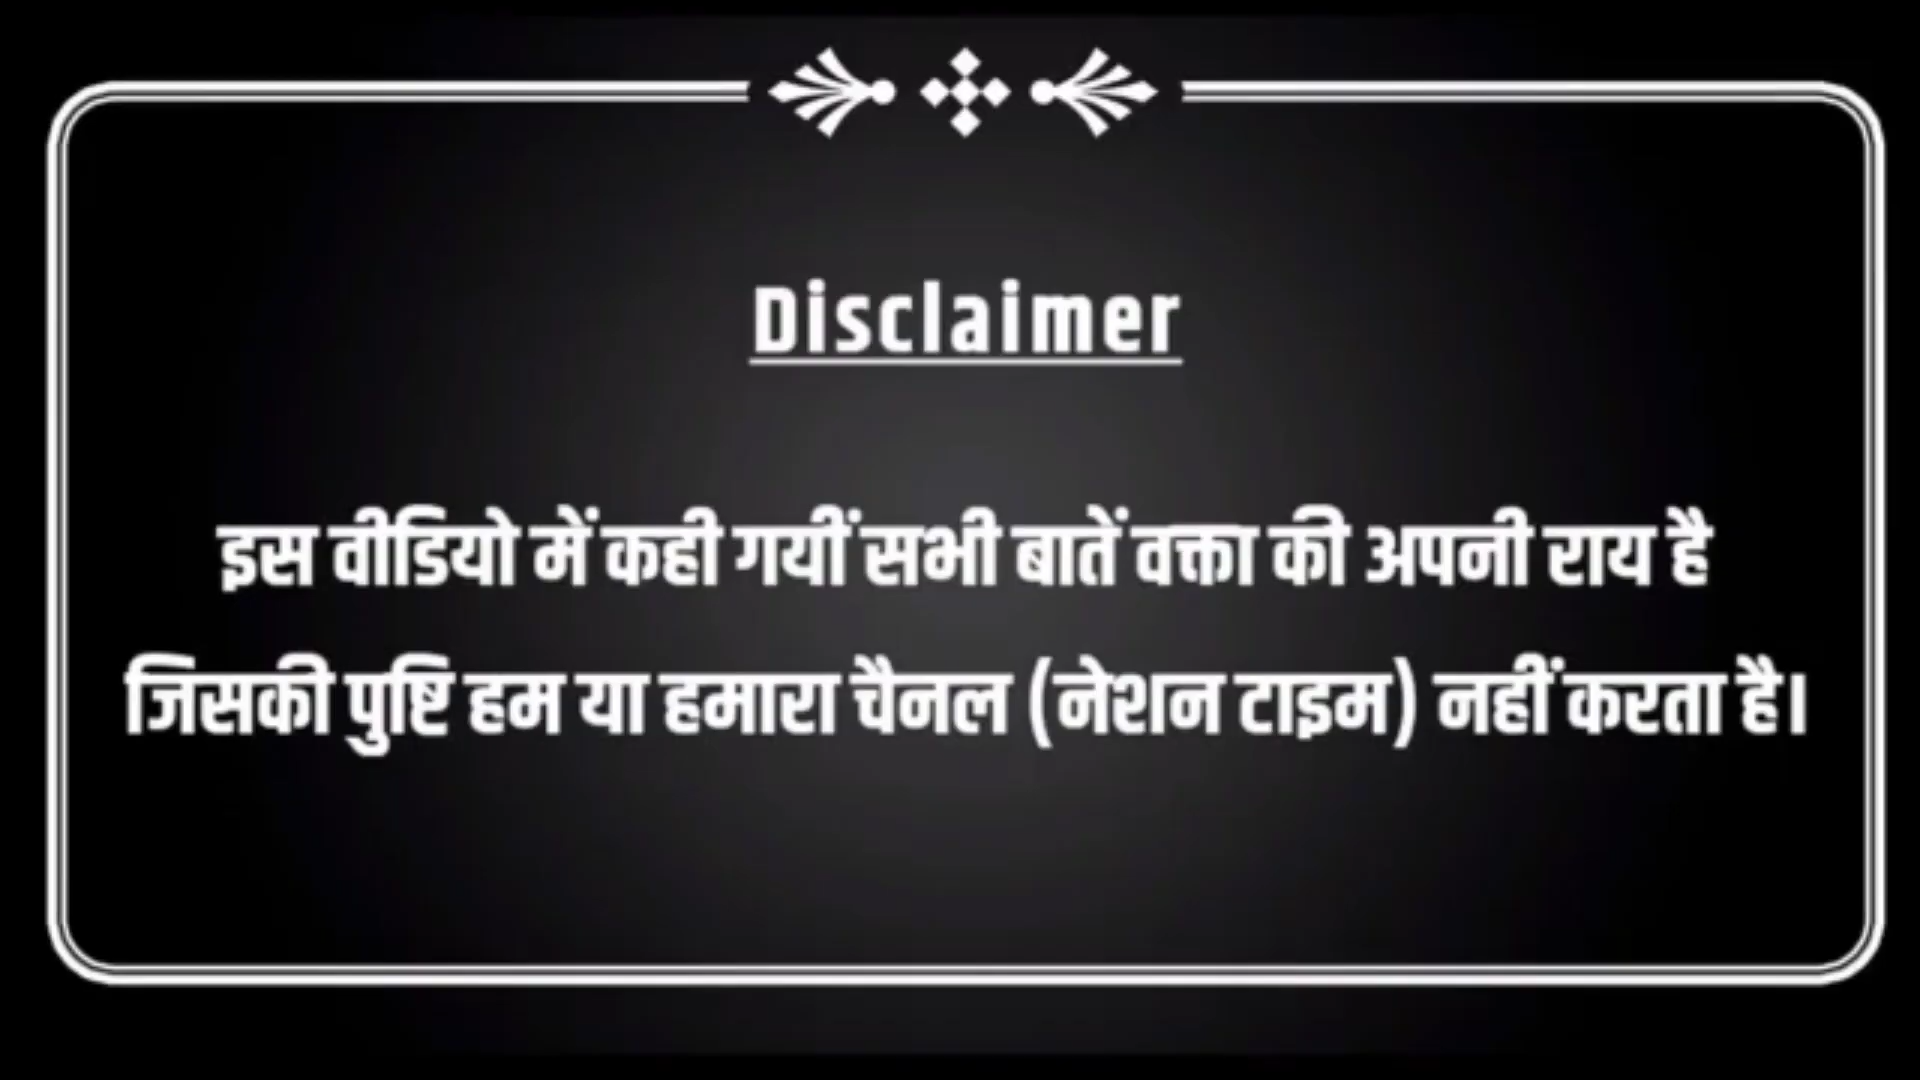 Disclaimer
इस वीडियो में कही गयीं सभी बातें वक्ता की अपनी राय है
जिसकी पुष्टि हम या हमारा चैनल (नेशन टाइम) नहीं करता है।